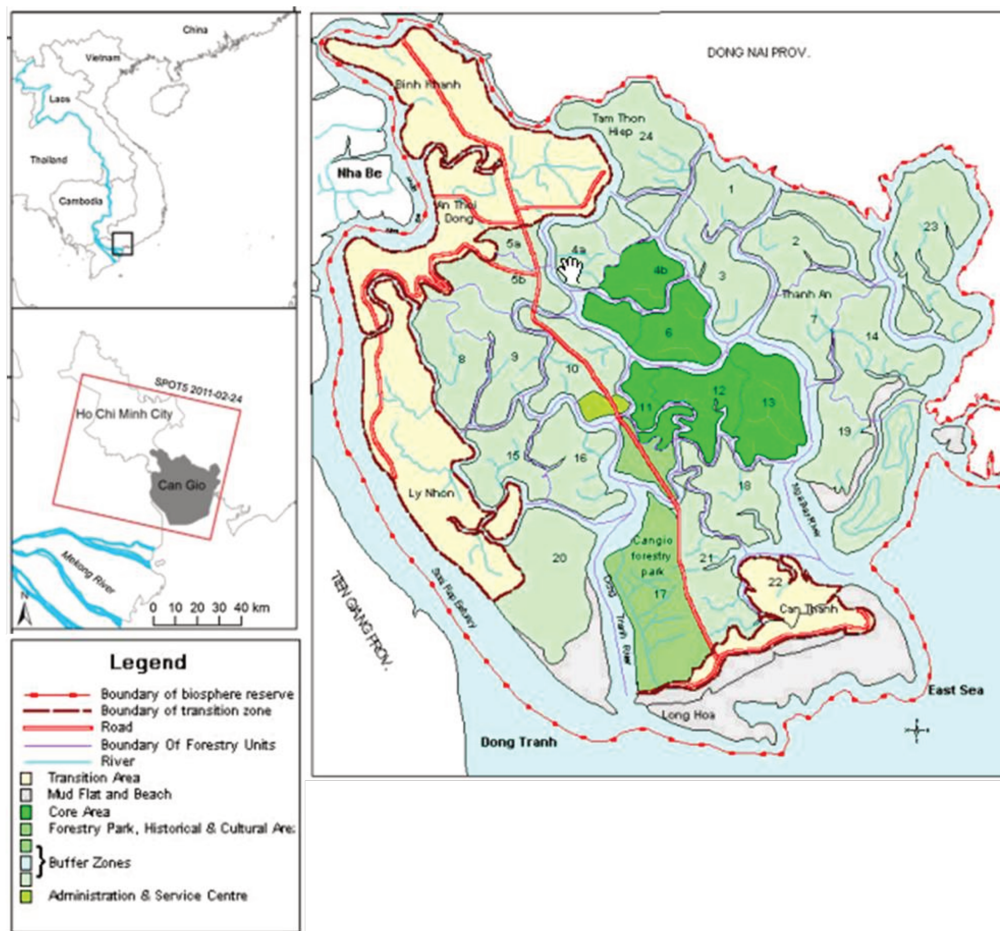 China
Vietnam
Laos
Thailand
Cambodia
SPOT5 2011-02-24
Ho Chi Minh City
Can Gio
Mekong River
N
0 10 20 30 40 km
Legend
Boundary of biosphere reserve
Boundary of transition zone
Road
Boundary Of Forestry Units
River
Transition Area
Mud Flat and Beach
Core Area
Forestry Park, Historical & Cultural Are
Buffer Zones
Administration & Service Centre
DONG NAI PROV.
Binh Khanh
Tam Thon
Hiep
24
Nha Be
1
23
An Thoi
Dong
5a
4a
2
4b
3
5b
Thanh An
7
6
14
8
9
10
12
11
13
19
15
16
18
Ly Nhon
Cangio
forestry
park
20
21
17
22
Can Thanh
TIEN GIANG PROV.
Dong Tranh River
East Sea
Long Hoa
Dong Tranh